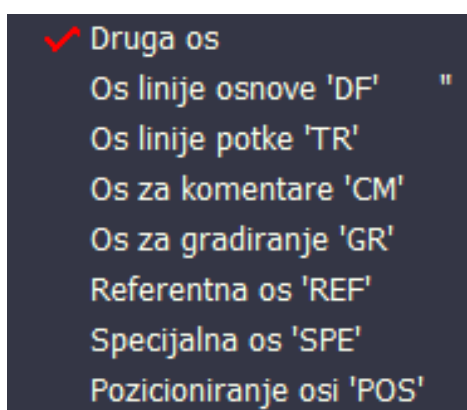 Druga os
Os linije osnove 'DF' "
Os linije potke 'TR'
Os za komentare 'CM'
Os za gradiranje 'GR'
Referentna os 'REF'
Specijalna os 'SPE'
Pozicioniranje osi 'POS'